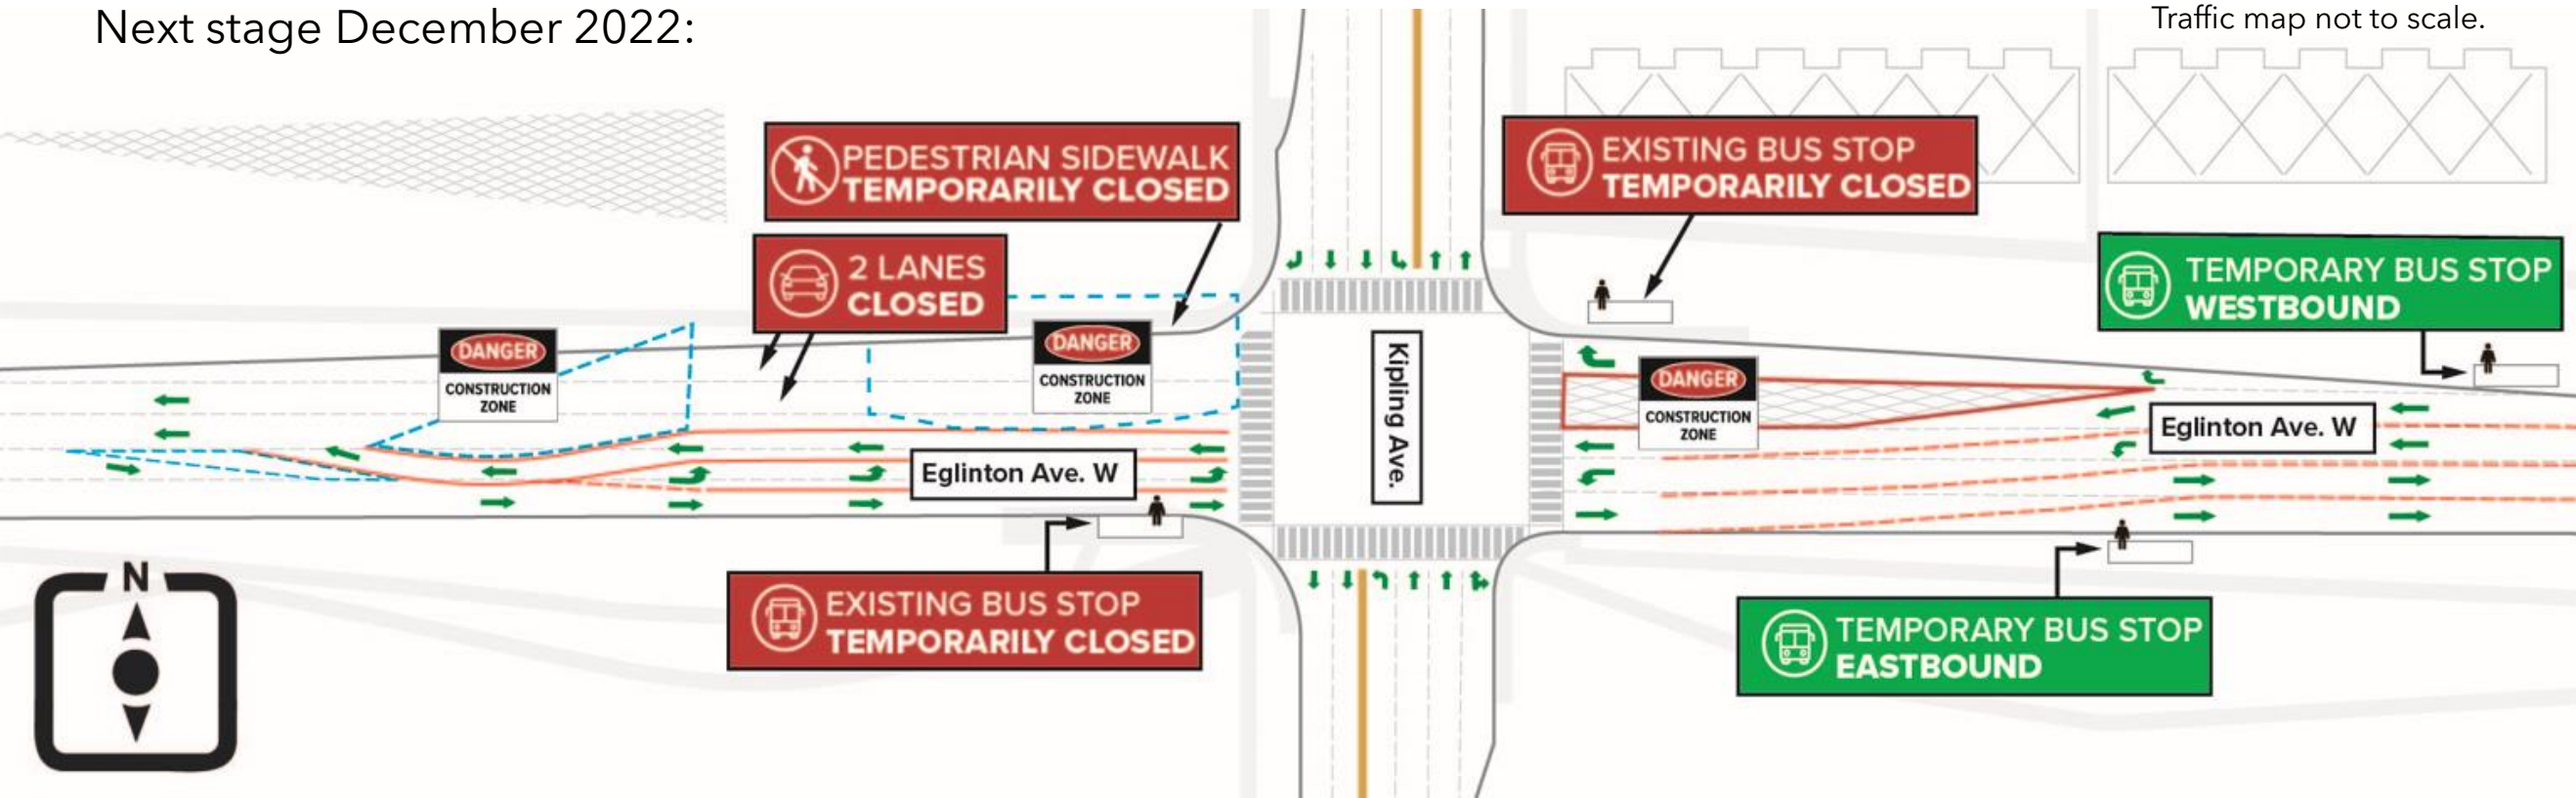 Next stage December 2022:
Traffic map not to scale.
PEDESTRIAN SIDEWALK
TEMPORARILY CLOSED
EXISTING BUS STOP
TEMPORARILY CLOSED
2 LANES
CLOSED
TEMPORARY BUS STOP
WESTBOUND
DANGER
CONSTRUCTION
ZONE
DANGER
CONSTRUCTION
ZONE
Kipling Ave.
DANGER
CONSTRUCTION
ZONE
Eglinton Ave. W
Eglinton Ave. W
N
EXISTING BUS STOP
TEMPORARILY CLOSED
TEMPORARY BUS STOP
EASTBOUND